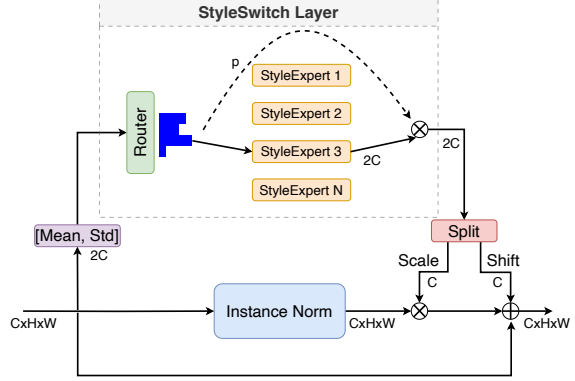 StyleSwitch Layer
p
StyleExpert 1
StyleExpert 2
Router
StyleExpert 3
2C
2C
StyleExpert N
[Mean, Std]
2C
Split
Scale
Shift
C
C
Instance Norm
CxHxW
CxHxW
CxHxW